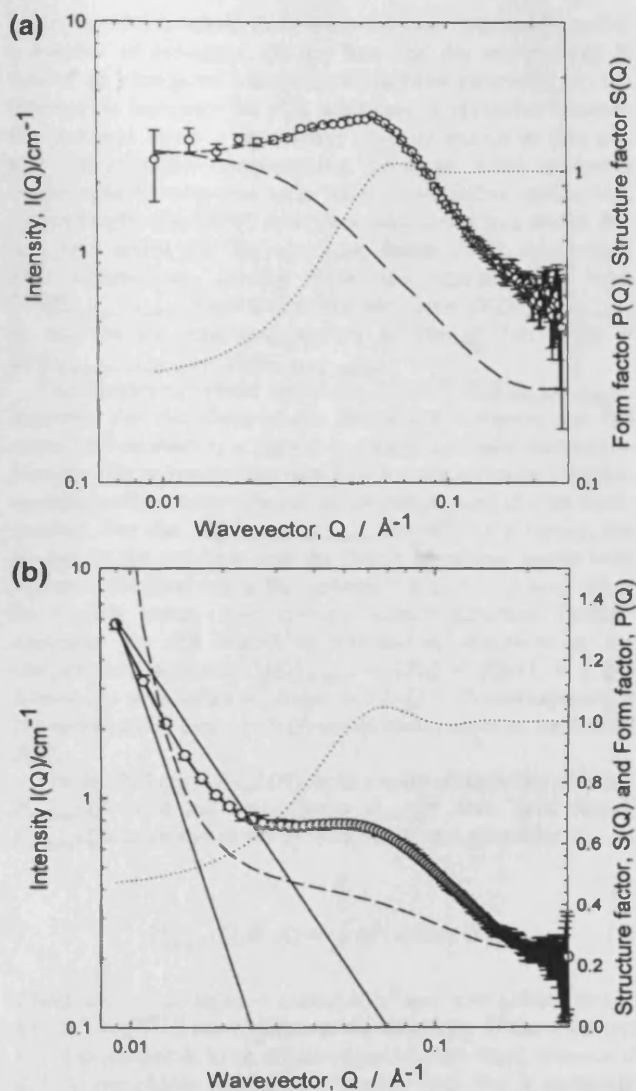 (a)
10
1
0.1
Intensity, I(Q)/cm⁻¹
1
0.1
Form factor P(Q), Structure factor S(Q)
0.01
0.1
Wavevector, Q / Å⁻¹
(b)
10
1
0.1
Intensity I(Q)/cm⁻¹
1.4
1.2
1.0
0.8
0.6
0.4
0.2
0.0
Structure factor, S(Q) and Form factor, P(Q)
0.01
0.1
Wavevector, Q / Å⁻¹